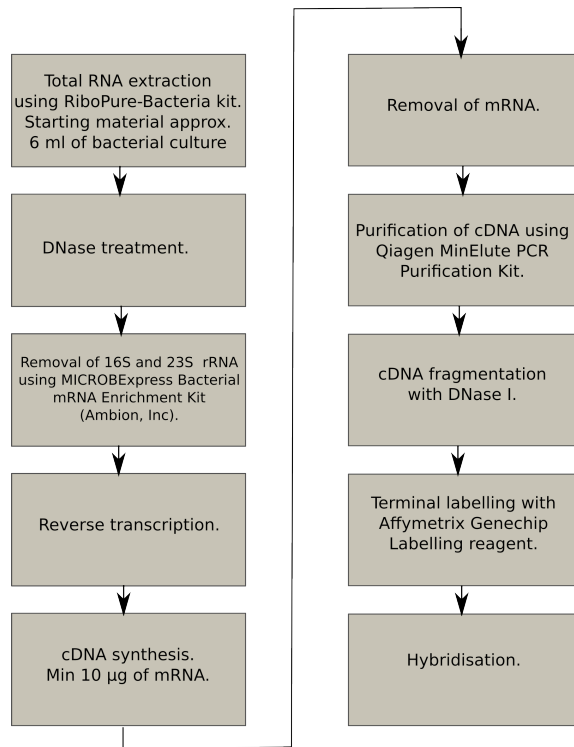 Total RNA extraction
using RiboPure-Bacteria kit.
Starting material approx.
6 ml of bacterial culture
DNase treatment.
Removal of 16S and 23S rRNA
using MICROBExpress Bacterial
mRNA Enrichment Kit
(Ambion, Inc).
Reverse transcription.
cDNA synthesis.
Min 10 µg of mRNA.
Removal of mRNA.
Purification of cDNA using
Qiagen MinElute PCR
Purification Kit.
cDNA fragmentation
with DNase I.
Terminal labelling with
Affymetrix Genechip
Labelling reagent.
Hybridisation.